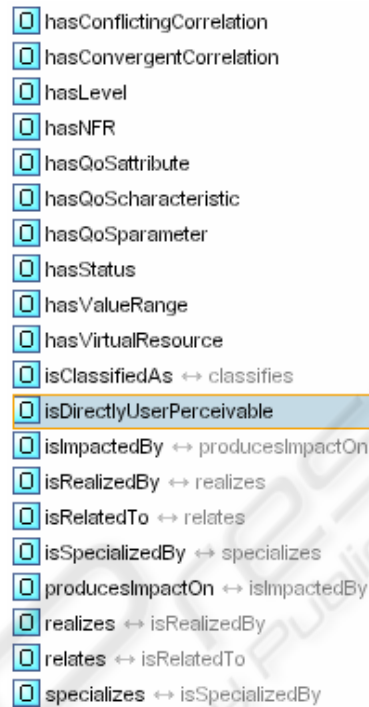 O hasConflictingCorrelation
O hasConvergentCorrelation
O hasLevel
O hasNFR
O hasQoSattribute
O hasQoScharacteristic
O hasQoSparameter
O hasStatus
O hasValueRange
O hasVirtualResource
O isClassifiedAs ↔ classifies
O isDirectlyUserPerceivable
O isImpactedBy ↔ producesImpactOn
O isRealizedBy ↔ realizes
O isRelatedTo ↔ relates
O isSpecializedBy ↔ specializes
O producesImpactOn ↔ isImpactedBy
O realizes ↔ isRealizedBy
O relates ↔ isRelatedTo
O specializes ↔ isSpecializedBy